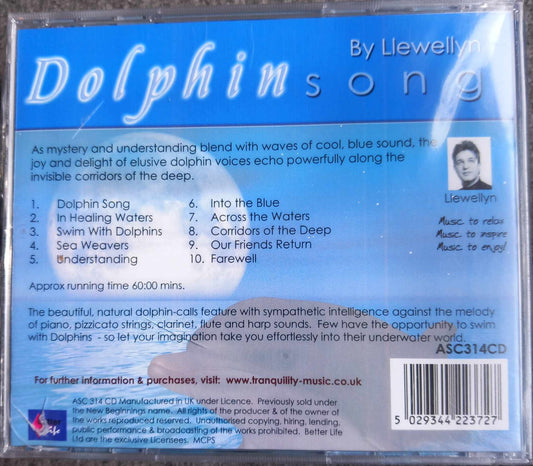 By Llewellyn
Dolphin song
As mystery and understanding blend with waves of cool, blue sound, the
joy and delight of elusive dolphin voices echo powerfully along the
invisible corridors of the deep.
1. Dolphin Song
2. In Healing Waters
3. Swim With Dolphins
4. Sea Weavers
5. Understanding
6. Into the Blue
7. Across the Waters
8. Corridors of the Deep
9. Our Friends Return
10. Farewell
Llewellyn
Music to relax
Music to inspire
Music to enjoy!
Approx running time 60:00 mins.
The beautiful, natural dolphin-calls feature with sympathetic intelligence against the melody
of piano, pizzicato strings, clarinet, flute and harp sounds. Few have the opportunity to swim
with Dolphins - so let your imagination take you effortlessly into their underwater world.
ASC314CD
For further information & purchases, visit: www.tranquility-music.co.uk
ASC 314 CD Manufactured in UK under Licence. Previously sold under
the New Beginnings name. All rights of the producer & of the owner of
the works reproduced reserved. Unauthorised copying, hiring, lending,
public performance & broadcasting of the works prohibited. Better Life
Ltd are the exclusive Licensees. MCPS
5 029344 223727